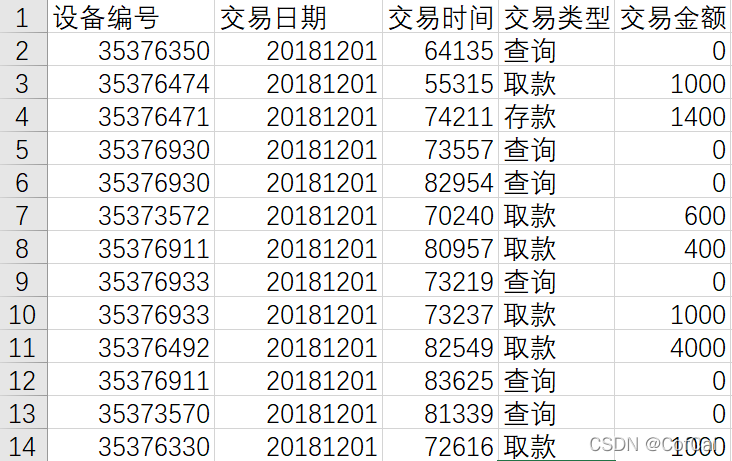 1 设备编号 交易日期 交易时间 交易类型 交易金额
2 35376350 20181201 64135 查询 0
3 35376474 20181201 55315 取款 1000
4 35376471 20181201 74211 存款 1400
5 35376930 20181201 73557 查询 0
6 35376930 20181201 82954 查询 0
7 35373572 20181201 70240 取款 600
8 35376911 20181201 80957 取款 400
9 35376933 20181201 73219 查询 0
10 35376933 20181201 73237 取款 1000
11 35376492 20181201 82549 取款 4000
12 35376911 20181201 83625 查询 0
13 35373570 20181201 81339 查询 0
14 35376330 20181201 72616 取款 1000
CSDN